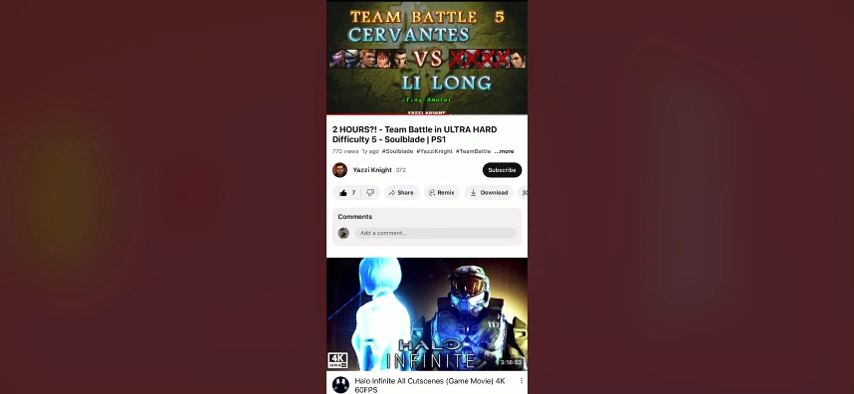 TEAM BATTLE 5
CERVANTES
VS
LI LONG
YAZZI KNIGHT
2 HOURS?! - Team Battle in ULTRA HARD
Difficulty 5 - Soulblade | PS1
770 views 1y ago #Soulblade #YazziKnight #TeamBattle ...more
Yazzi Knight 372
Subscribe
7 Share Remix Download
Comments
Add a comment...
HALO
INFINITE
4K
3:16:53
Halo Infinite All Cutscenes (Game Movie) 4K
60FPS